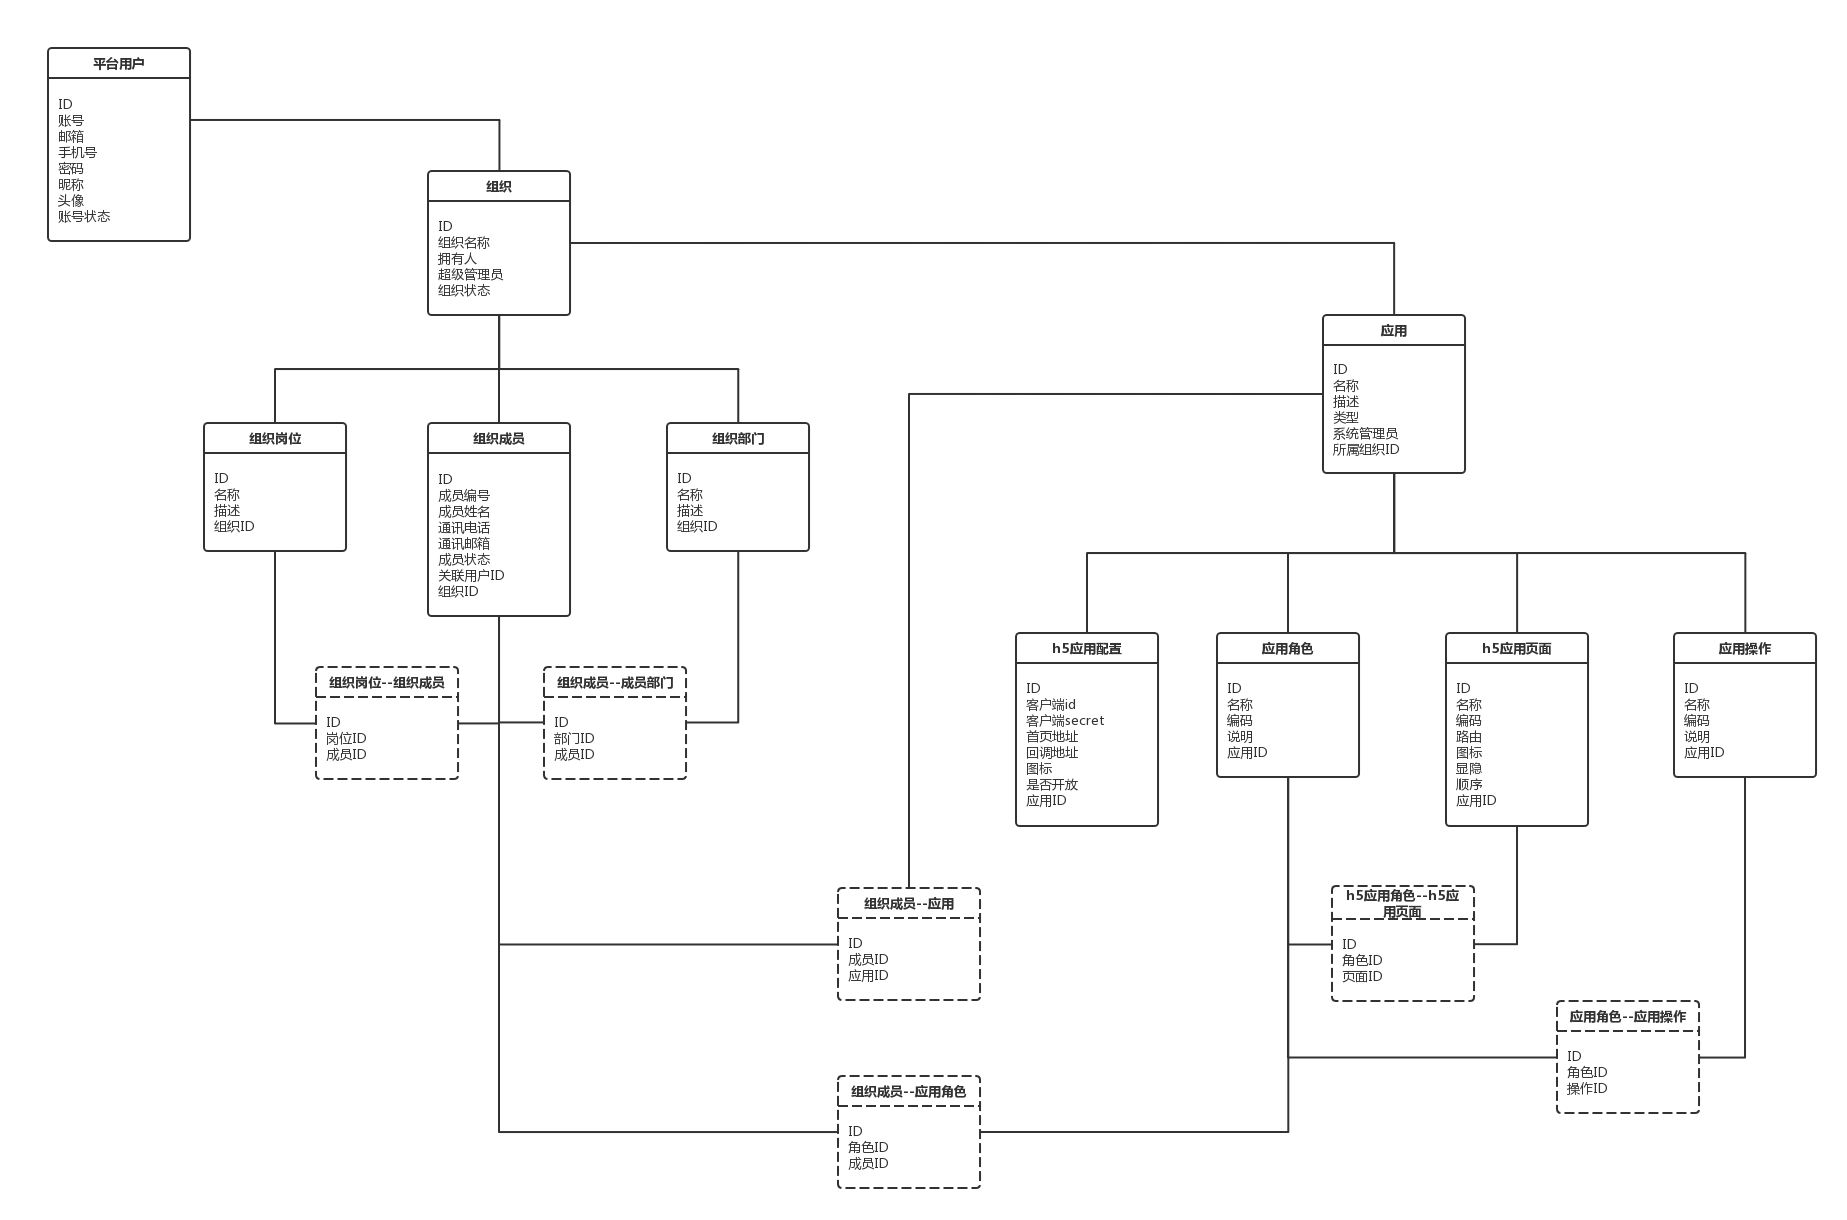 平台用户
ID
账号
邮箱
手机号
密码
昵称
头像
账号状态
组织
ID
组织名称
拥有人
超级管理员
组织状态
应用
ID
名称
描述
类型
系统管理员
所属组织ID
组织岗位
ID
名称
描述
组织ID
组织成员
ID
成员编号
成员姓名
通讯电话
通讯邮箱
成员状态
关联用户ID
组织ID
组织部门
ID
名称
描述
组织ID
组织岗位--组织成员
ID
岗位ID
成员ID
组织成员--成员部门
ID
部门ID
成员ID
h5应用配置
ID
客户端id
客户端secret
首页地址
回调地址
图标
是否开放
应用ID
应用角色
ID
名称
编码
说明
应用ID
h5应用页面
ID
名称
编码
路由
图标
显隐
顺序
应用ID
应用操作
ID
名称
编码
说明
应用ID
组织成员--应用
ID
成员ID
应用ID
h5应用角色--h5应
用页面
ID
角色ID
页面ID
应用角色--应用操作
ID
角色ID
操作ID
组织成员--应用角色
ID
角色ID
成员ID